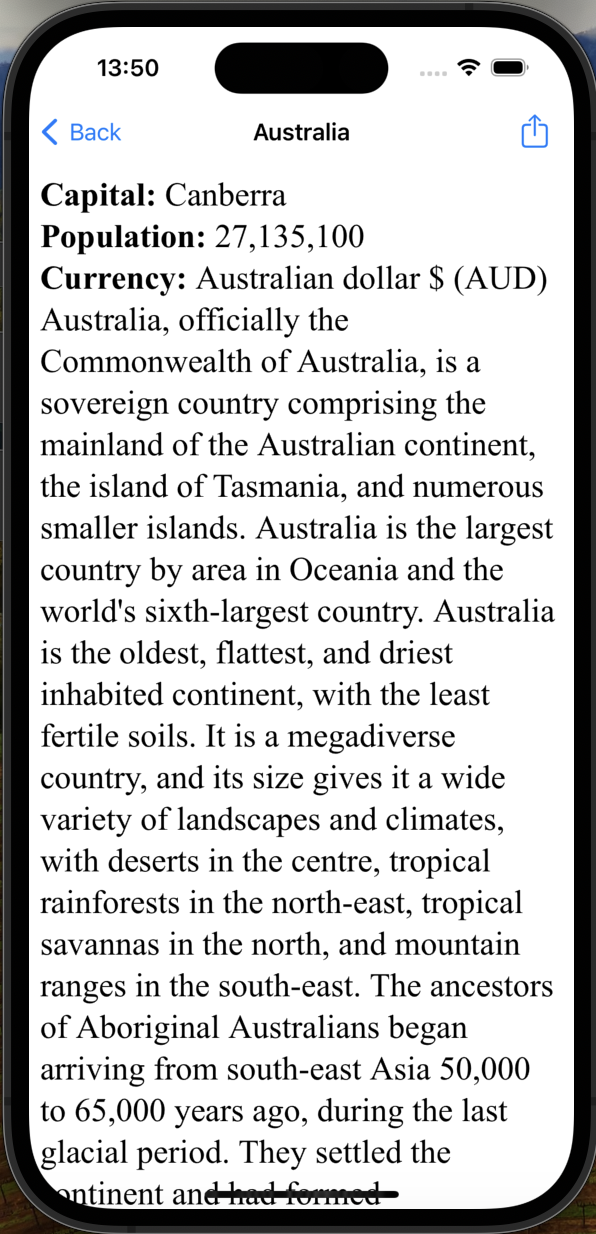 13:50
Back
Australia
Capital: Canberra
Population: 27,135,100
Currency: Australian dollar $ (AUD)
Australia, officially the
Commonwealth of Australia, is a
sovereign country comprising the
mainland of the Australian continent,
the island of Tasmania, and numerous
smaller islands. Australia is the largest
country by area in Oceania and the
world's sixth-largest country. Australia
is the oldest, flattest, and driest
inhabited continent, with the least
fertile soils. It is a megadiverse
country, and its size gives it a wide
variety of landscapes and climates,
with deserts in the centre, tropical
rainforests in the north-east, tropical
savannas in the north, and mountain
ranges in the south-east. The ancestors
of Aboriginal Australians began
arriving from south-east Asia 50,000
to 65,000 years ago, during the last
glacial period. They settled the
continent and had formed